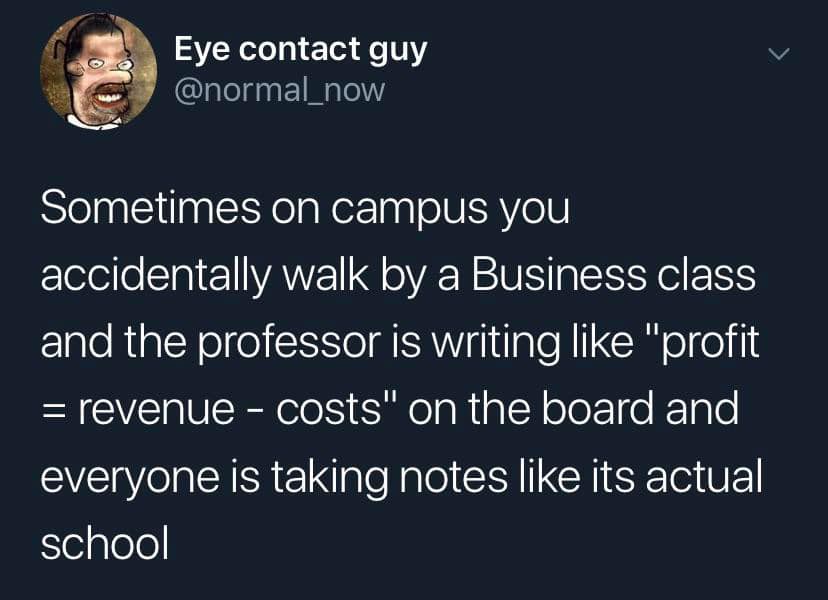 Eye contact guy
@normal_now
Sometimes on campus you
accidentally walk by a Business class
and the professor is writing like "profit
= revenue - costs" on the board and
everyone is taking notes like its actual
school